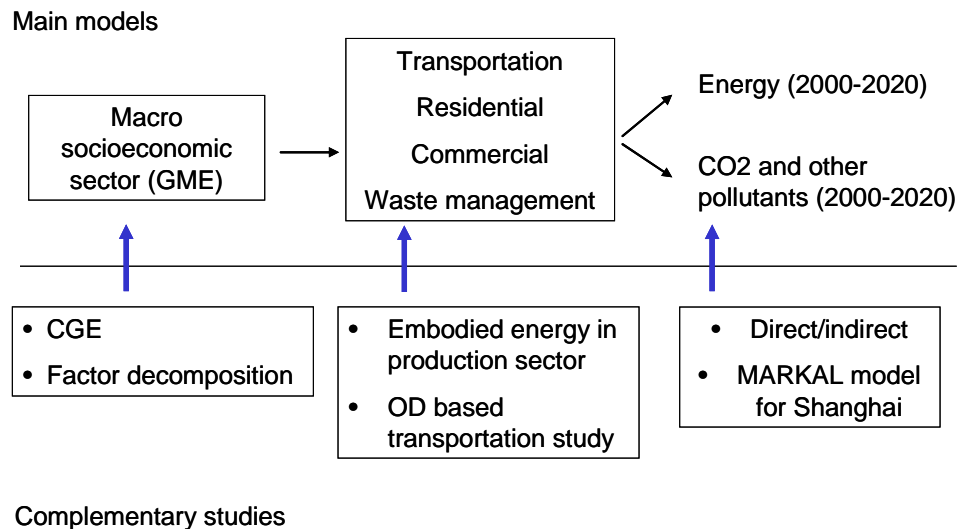 Main models
Macro
socioeconomic
sector (GME)
Transportation
Residential
Commercial
Waste management
Energy (2000-2020)
CO2 and other
pollutants (2000-2020)
• CGE
• Factor decomposition
• Embodied energy in
production sector
• OD based
transportation study
• Direct/indirect
• MARKAL model
for Shanghai
Complementary studies